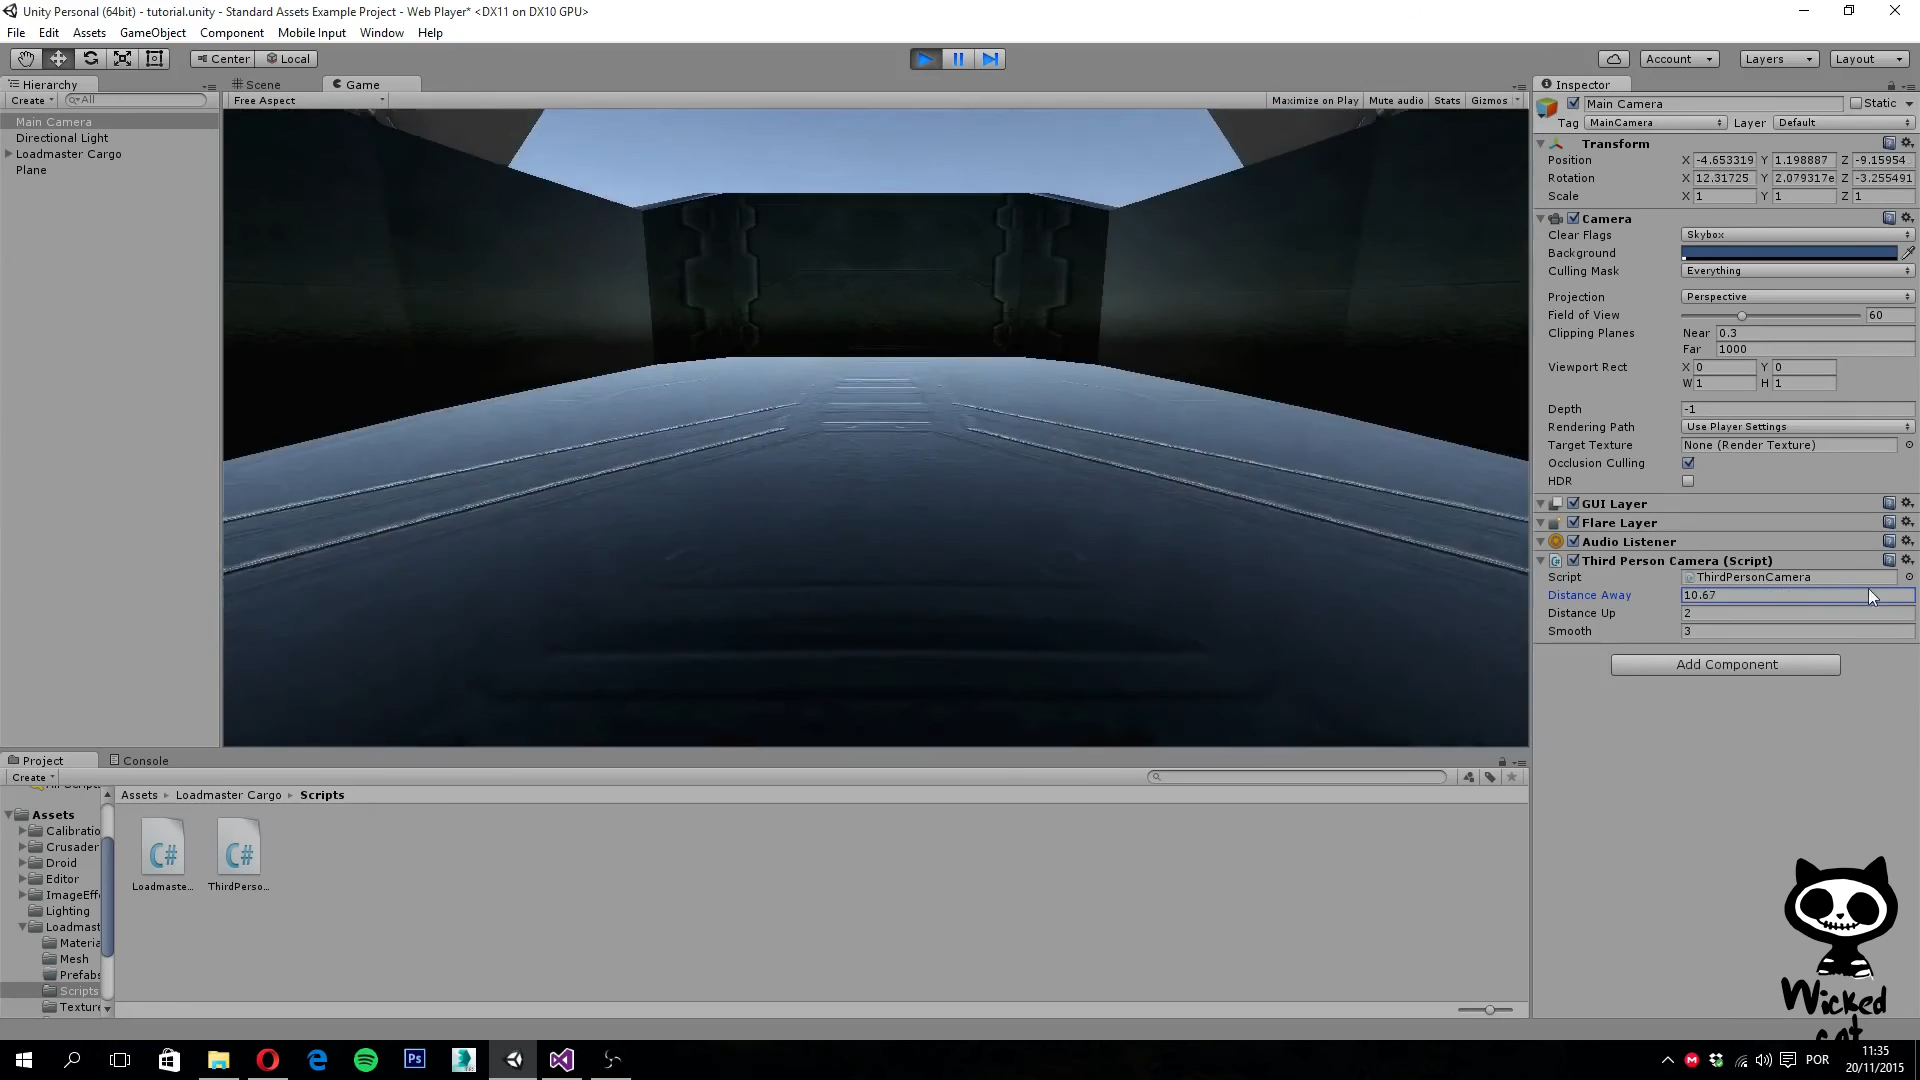 Unity Personal (64bit) - tutorial.unity - Standard Assets Example Project - Web Player* <DX11 on DX10 GPU>
File Edit Assets GameObject Component Mobile Input Window Help
Center Local Account Layers Layout
Hierarchy Scene Game Inspector
Create All Free Aspect Maximize on Play Mute audio Stats Gizmos Main Camera Static
Main Camera
Directional Light
Loadmaster Cargo
Plane
Tag MainCamera Layer Default
Transform
Position X -4.653319 Y 1.198887 Z -9.15954
Rotation X 12.31725 Y 2.079317e Z -3.255491
Scale X 1 Y 1 Z 1
Camera
Clear Flags Skybox
Background
Culling Mask Everything
Projection Perspective
Field of View 60
Clipping Planes Near 0.3
Far 1000
Viewport Rect X 0 Y 0
W 1 H 1
Depth -1
Rendering Path Use Player Settings
Target Texture None (Render Texture)
Occlusion Culling
HDR
GUI Layer
Flare Layer
Audio Listener
Third Person Camera (Script)
Script ThirdPersonCamera
Distance Away 10.67
Distance Up 2
Smooth 3
Add Component
Project Console
Create
Assets
Calibratio
Crusader
Droid
Editor
ImageEff
Lighting
Loadmast
Materia
Mesh
Prefabs
Scripts
Texture
Assets Loadmaster Cargo Scripts
C# C#
Loadmaste... ThirdPerso...
Wicked
cat
Ps
POR
11:35
20/11/2015